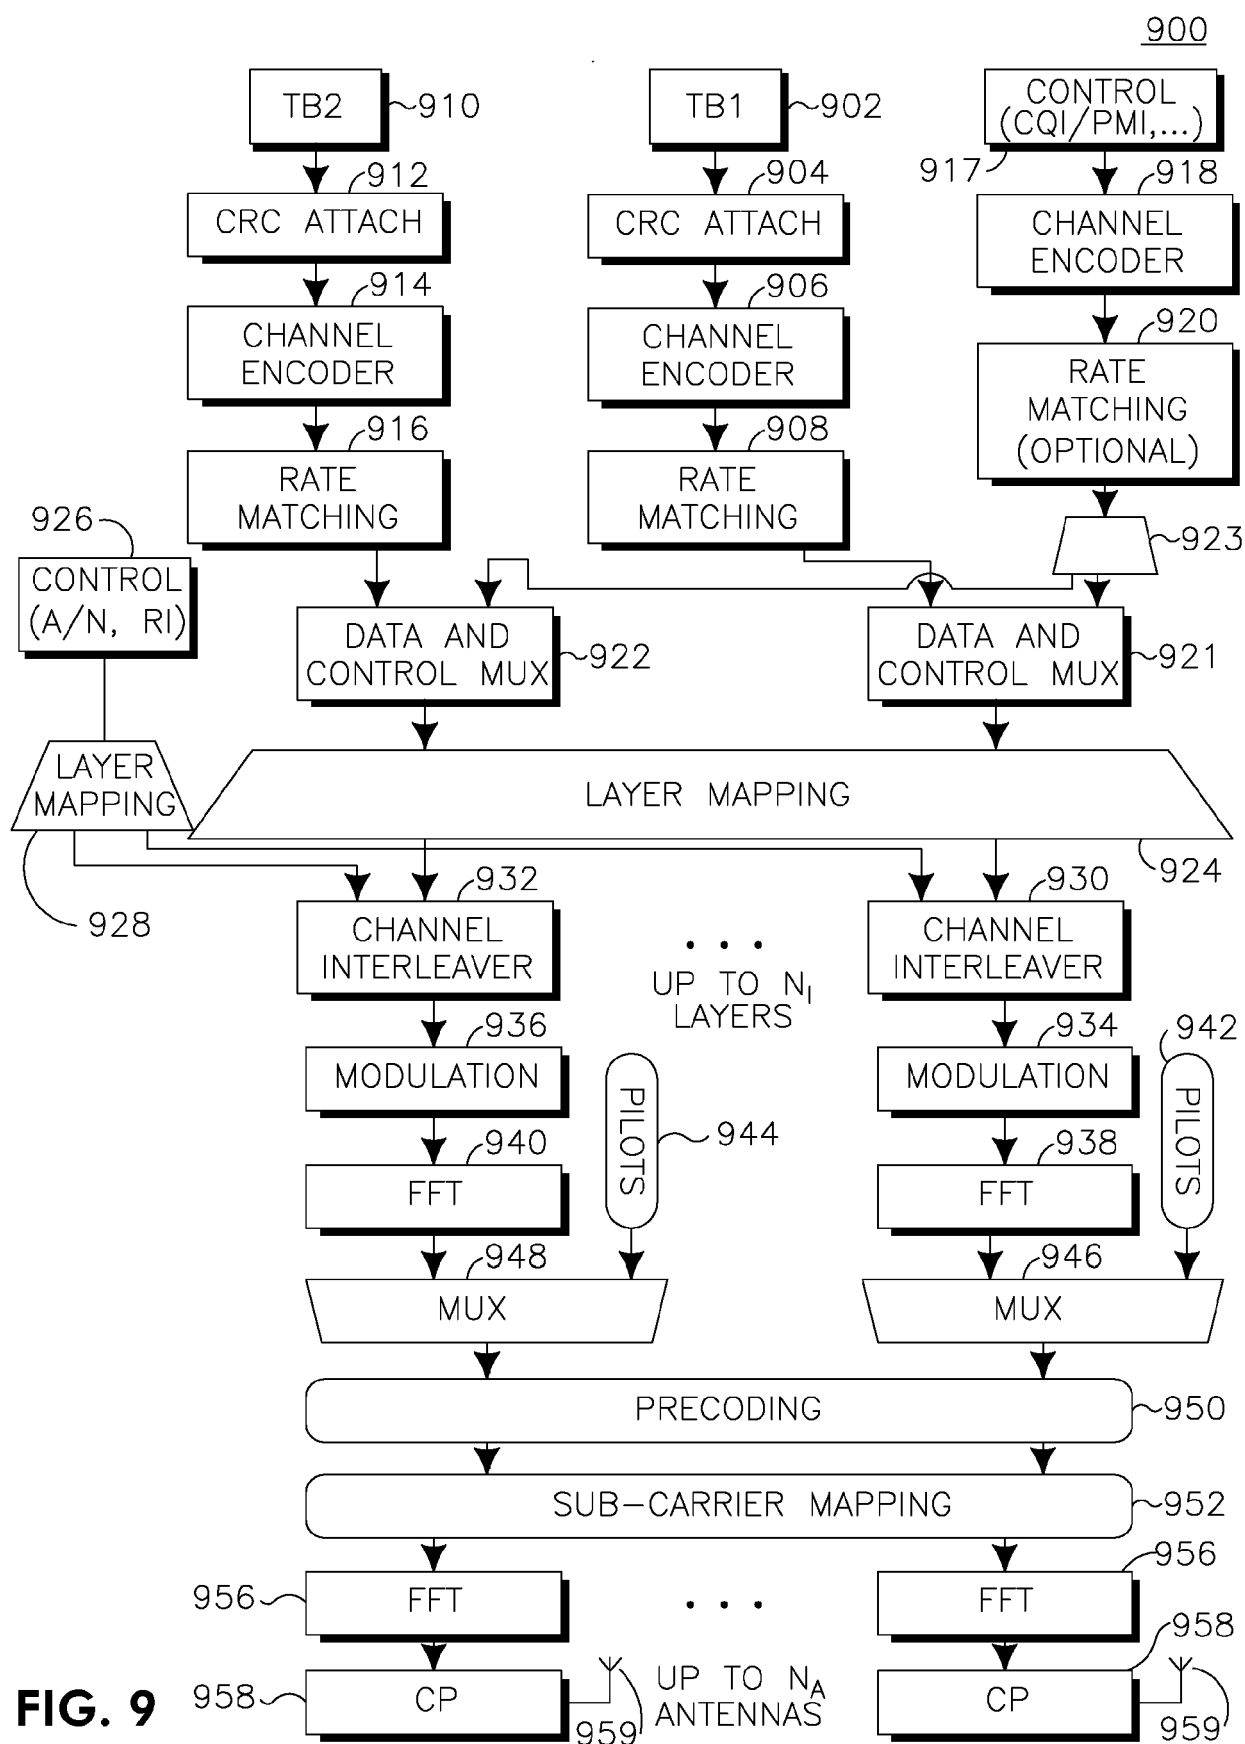 900
TB2
910
TB1
902
CONTROL
(CQI/PMI,...)
917
912
904
918
CRC ATTACH
CRC ATTACH
CHANNEL
ENCODER
914
906
920
CHANNEL
ENCODER
CHANNEL
ENCODER
RATE
MATCHING
(OPTIONAL)
916
908
RATE
MATCHING
RATE
MATCHING
926
923
CONTROL
(A/N, RI)
DATA AND
CONTROL MUX
922
DATA AND
CONTROL MUX
921
LAYER
MAPPING
LAYER MAPPING
928
924
932
930
CHANNEL
INTERLEAVER
CHANNEL
INTERLEAVER
UP TO Nl
LAYERS
936
934
942
MODULATION
MODULATION
PILOTS
944
PILOTS
940
938
FFT
FFT
948
946
MUX
MUX
PRECODING
950
SUB-CARRIER MAPPING
952
956
956
FFT
FFT
958
958
CP
CP
UP TO NA
ANTENNAS
959
959
FIG. 9